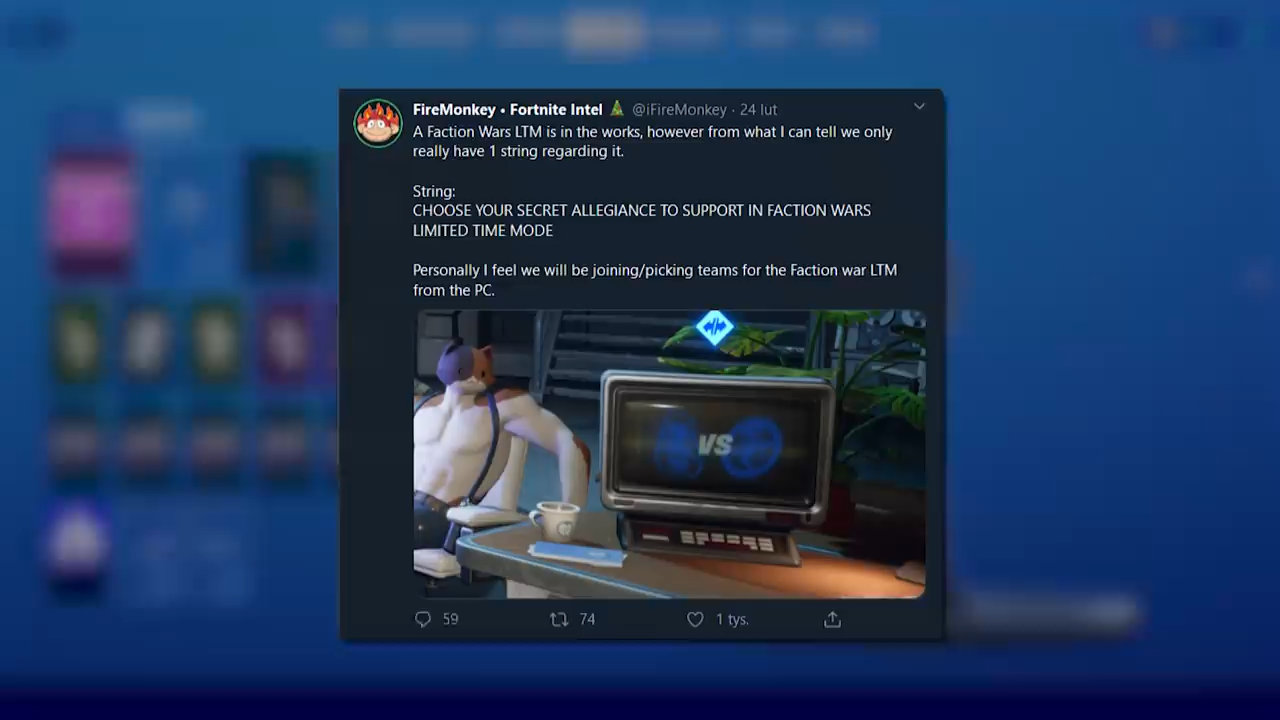 FireMonkey • Fortnite Intel 🎄 @iFireMonkey · 24 lut
A Faction Wars LTM is in the works, however from what I can tell we only
really have 1 string regarding it.
String:
CHOOSE YOUR SECRET ALLEGIANCE TO SUPPORT IN FACTION WARS
LIMITED TIME MODE
Personally I feel we will be joining/picking teams for the Faction war LTM
from the PC.
VS
59 74 1 tys.